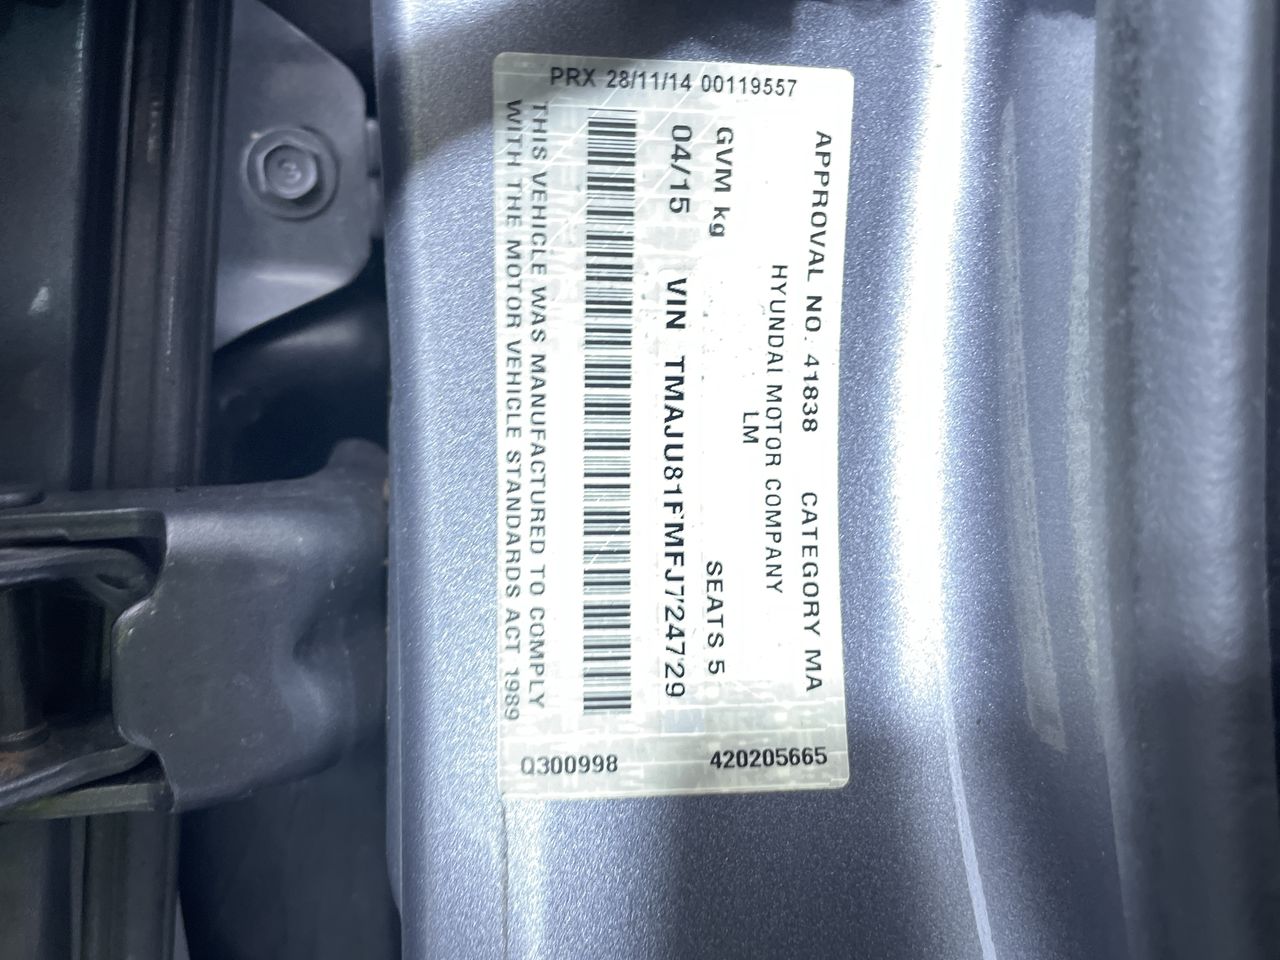 PRX 28/11/14 00119557
APPROVAL NO. 41838 CATEGORY MA
HYUNDAI MOTOR COMPANY
LM
GVM kg SEATS 5
04/15 VIN TMAJU81FMFJ724729
THIS VEHICLE WAS MANUFACTURED TO COMPLY
WITH THE MOTOR VEHICLE STANDARDS ACT 1989
Q300998 420205665